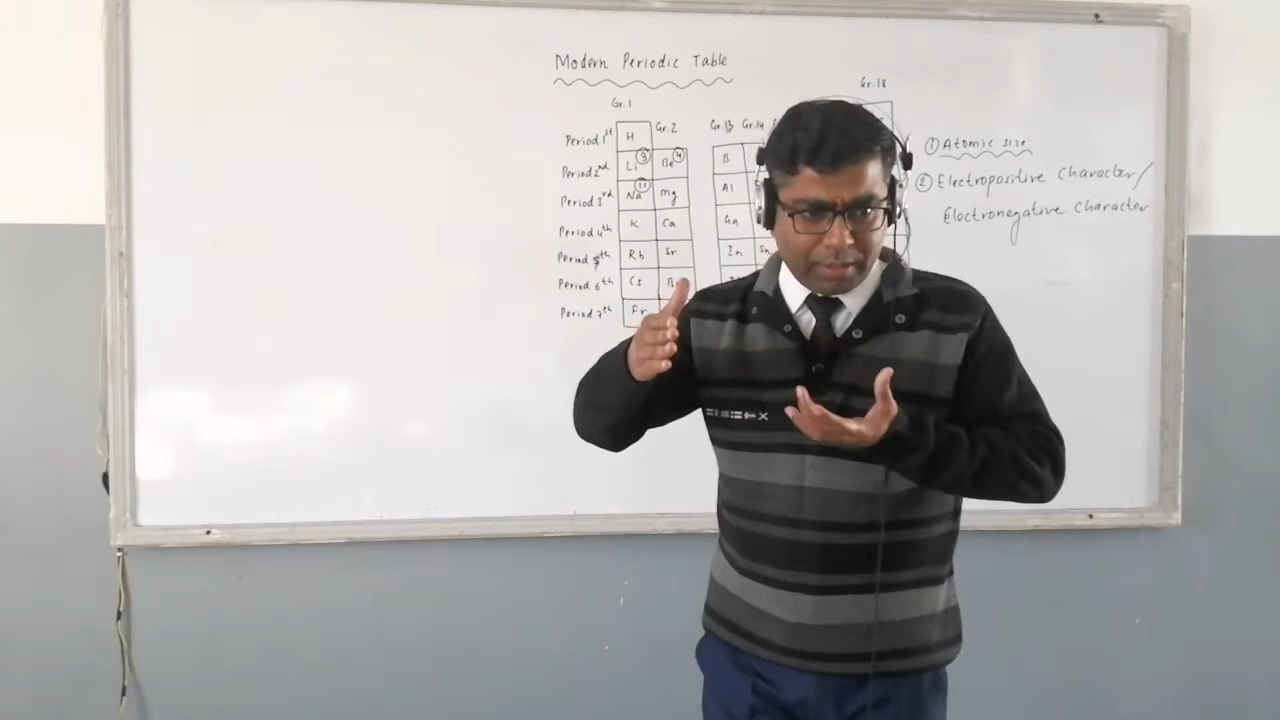 Modern Periodic Table
Gr.18
Gr.1
Gr.2 Gr.13 Gr.14
Period 1st H
Period 2nd Li 3 Be 4 B
Period 3rd Na 11 Mg Al
Period 4th K Ca Ga
Period 5th Rb Sr In Sn
Period 6th Cs
Period 7th Fr
① Atomic size
② Electropositive Character/
Electronegative Character